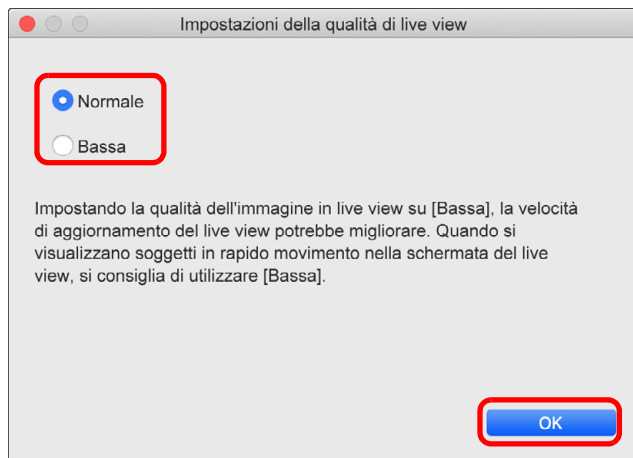 Impostazioni della qualità di live view
Normale
Bassa
Impostando la qualità dell'immagine in live view su [Bassa], la velocità
di aggiornamento del live view potrebbe migliorare. Quando si
visualizzano soggetti in rapido movimento nella schermata del live
view, si consiglia di utilizzare [Bassa].
OK